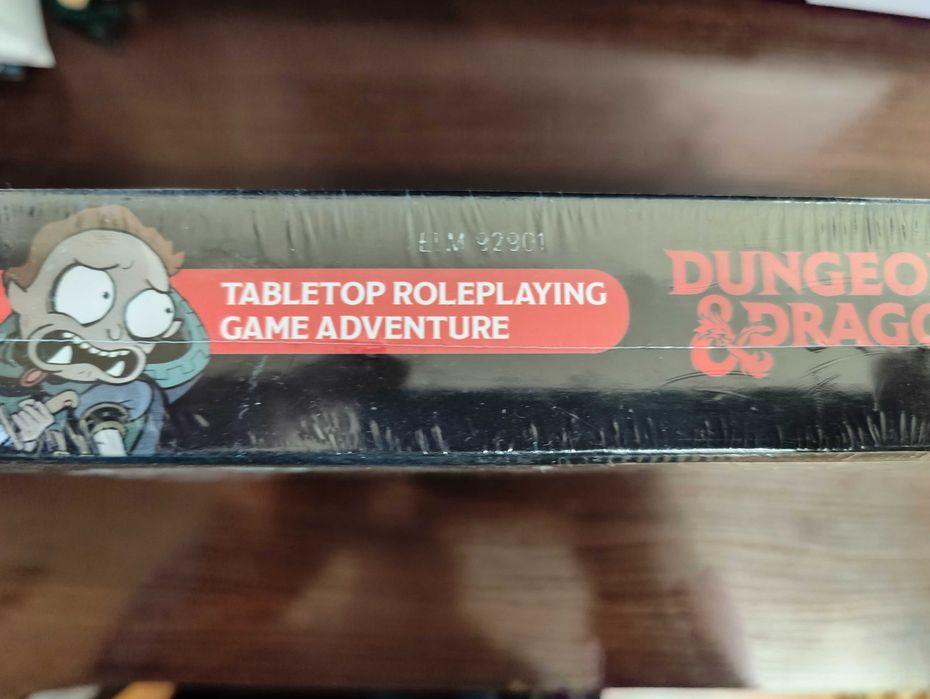 ELM 92901
TABLETOP ROLEPLAYING
GAME ADVENTURE
DUNGEO
& DRAGO